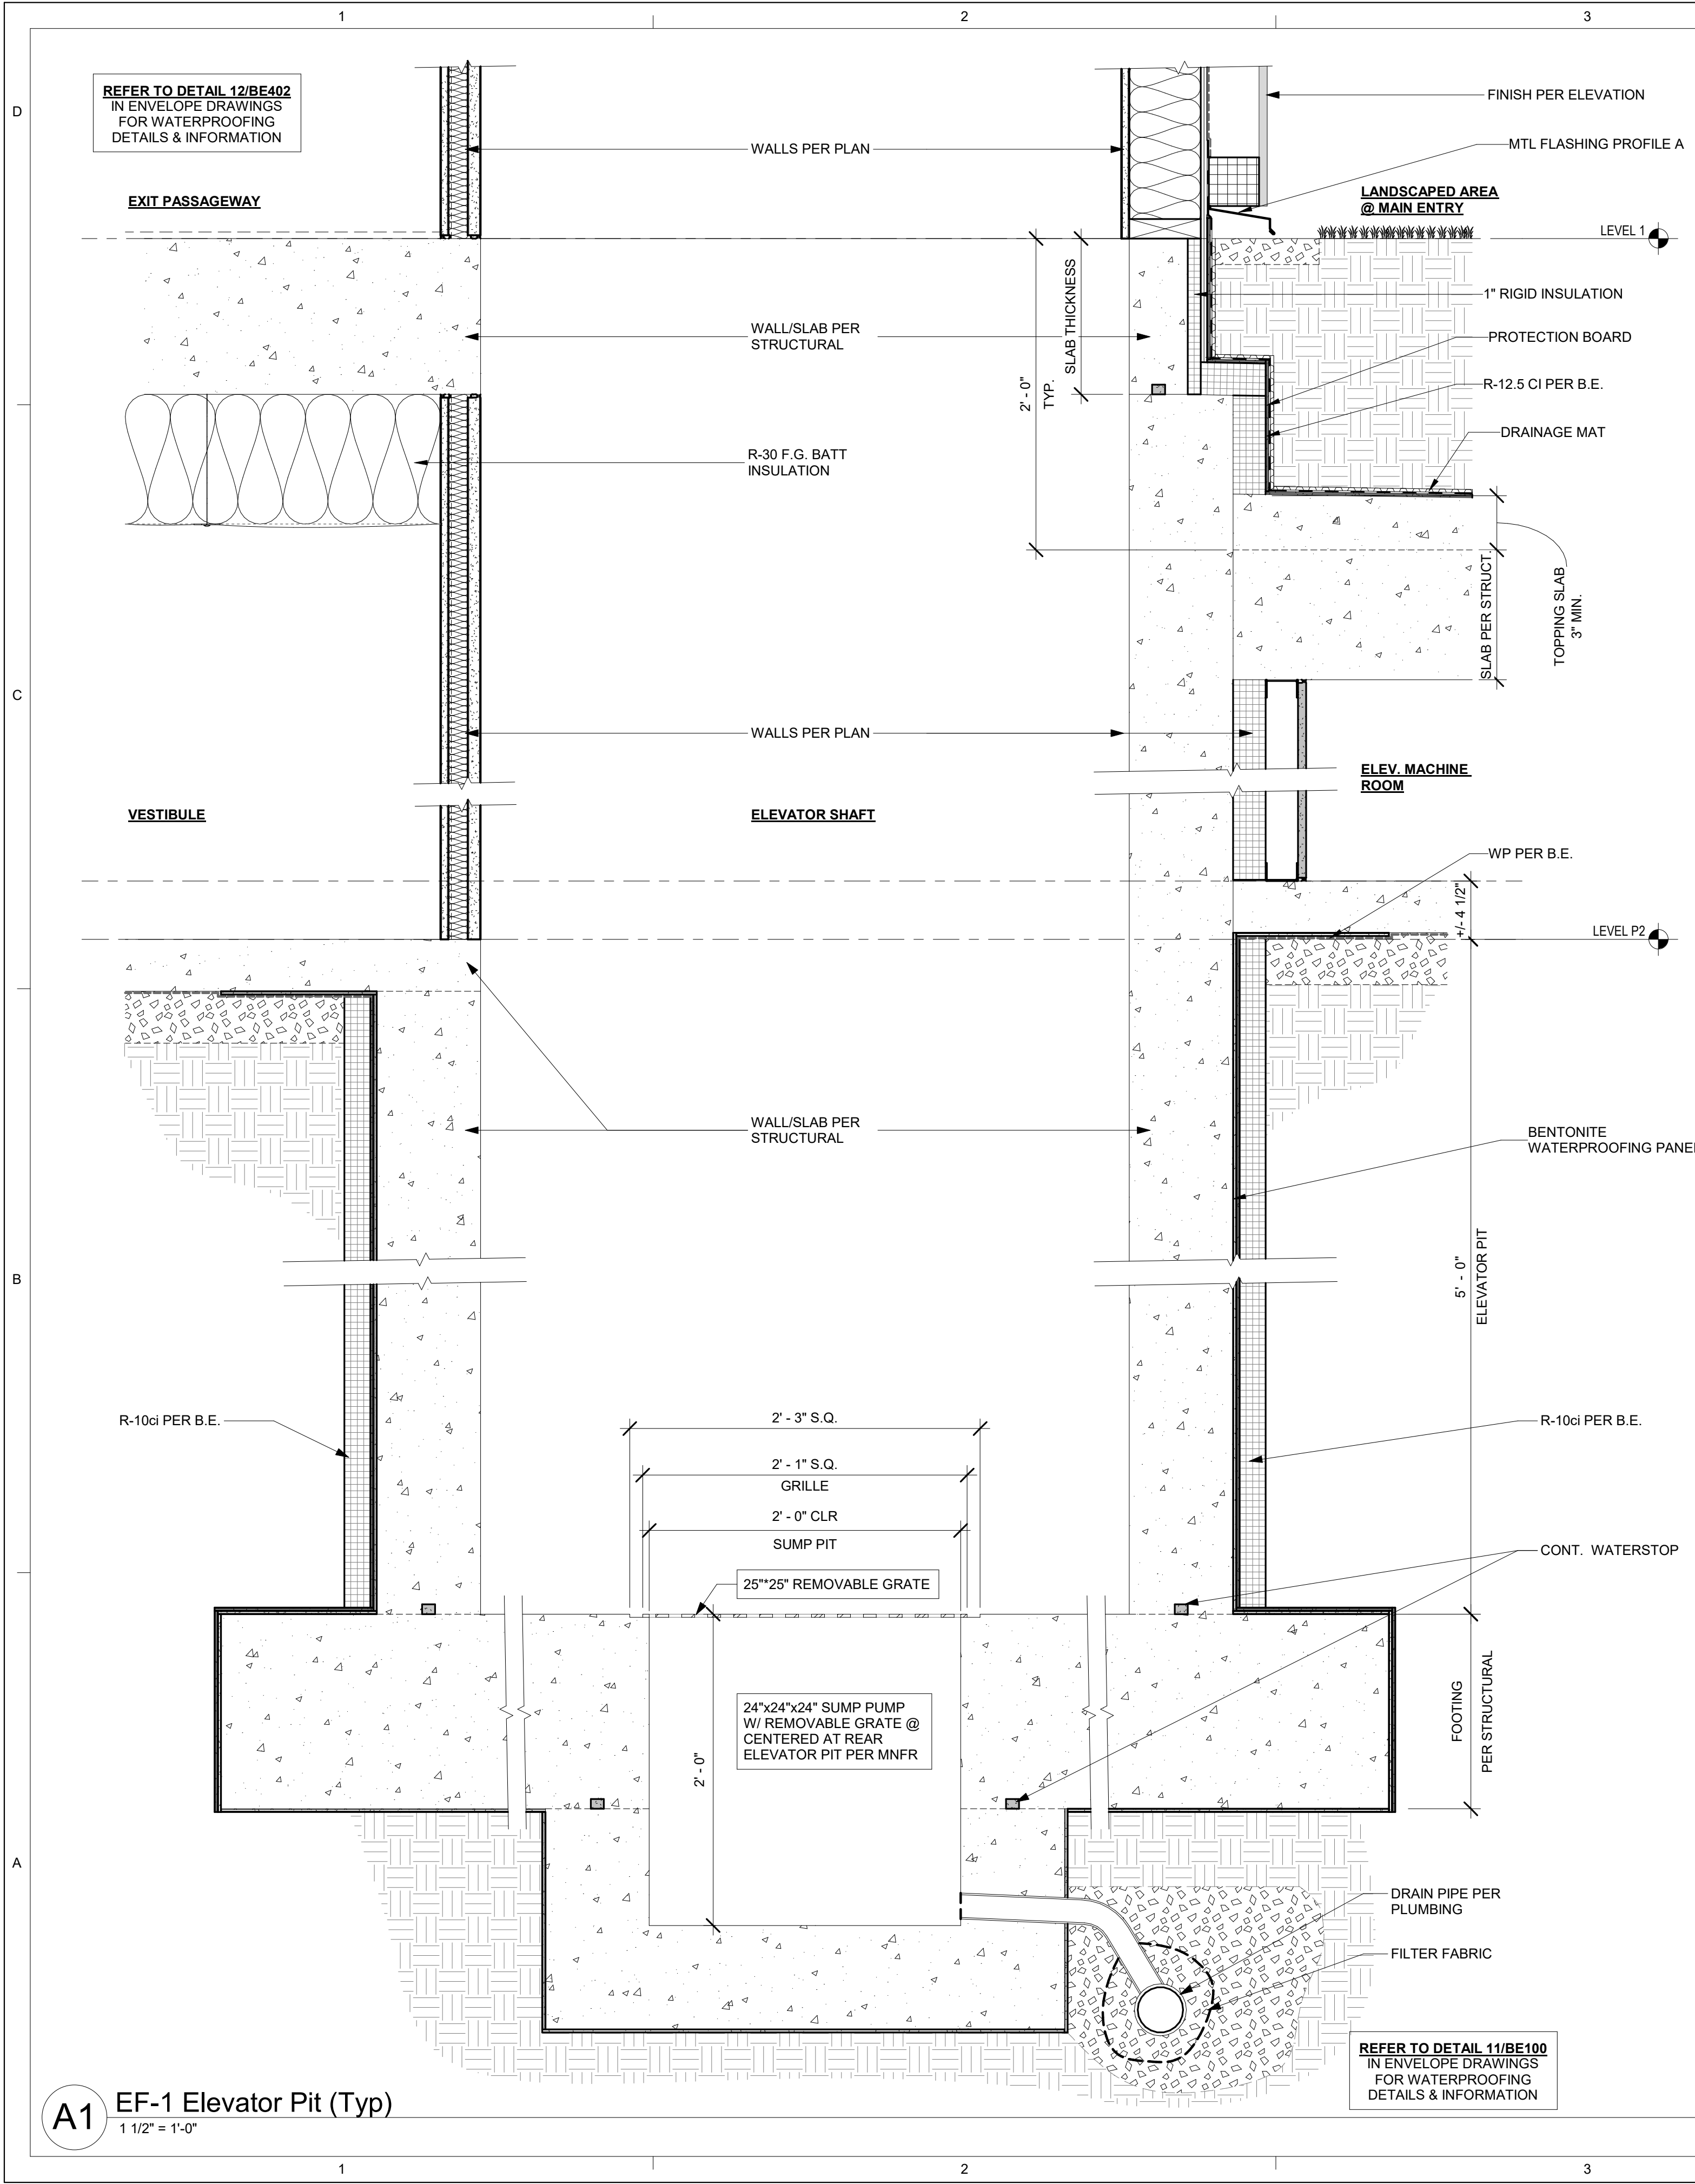 1
2
3
D
REFER TO DETAIL 12/BE402
IN ENVELOPE DRAWINGS
FOR WATERPROOFING
DETAILS & INFORMATION
FINISH PER ELEVATION
WALLS PER PLAN
MTL FLASHING PROFILE A
EXIT PASSAGEWAY
LANDSCAPED AREA
@ MAIN ENTRY
LEVEL 1
SLAB THICKNESS
1" RIGID INSULATION
WALL/SLAB PER
STRUCTURAL
PROTECTION BOARD
2' - 0"
TYP.
R-12.5 CI PER B.E.
DRAINAGE MAT
R-30 F.G. BATT
INSULATION
SLAB PER STRUCT.
TOPPING SLAB
3" MIN.
C
WALLS PER PLAN
ELEV. MACHINE
ROOM
VESTIBULE
ELEVATOR SHAFT
WP PER B.E.
+/- 4 1/2"
LEVEL P2
WALL/SLAB PER
STRUCTURAL
BENTONITE
WATERPROOFING PANEL
B
5' - 0"
ELEVATOR PIT
R-10ci PER B.E.
2' - 3" S.Q.
R-10ci PER B.E.
2' - 1" S.Q.
GRILLE
2' - 0" CLR
SUMP PIT
CONT. WATERSTOP
25"*25" REMOVABLE GRATE
24"x24"x24" SUMP PUMP
W/ REMOVABLE GRATE @
CENTERED AT REAR
ELEVATOR PIT PER MNFR
2' - 0"
FOOTING
PER STRUCTURAL
A
DRAIN PIPE PER
PLUMBING
FILTER FABRIC
REFER TO DETAIL 11/BE100
IN ENVELOPE DRAWINGS
FOR WATERPROOFING
DETAILS & INFORMATION
A1
EF-1 Elevator Pit (Typ)
1 1/2" = 1'-0"
1
2
3